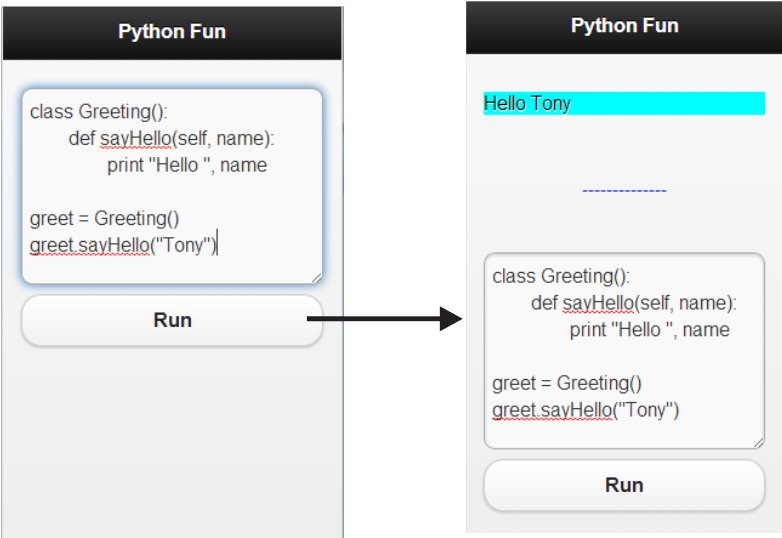 Python Fun
class Greeting():
def sayHello(self, name):
print "Hello ", name
greet = Greeting()
greet.sayHello("Tony")
Run
Python Fun
Hello Tony
--------------
class Greeting():
def sayHello(self, name):
print "Hello ", name
greet = Greeting()
greet.sayHello("Tony")
Run